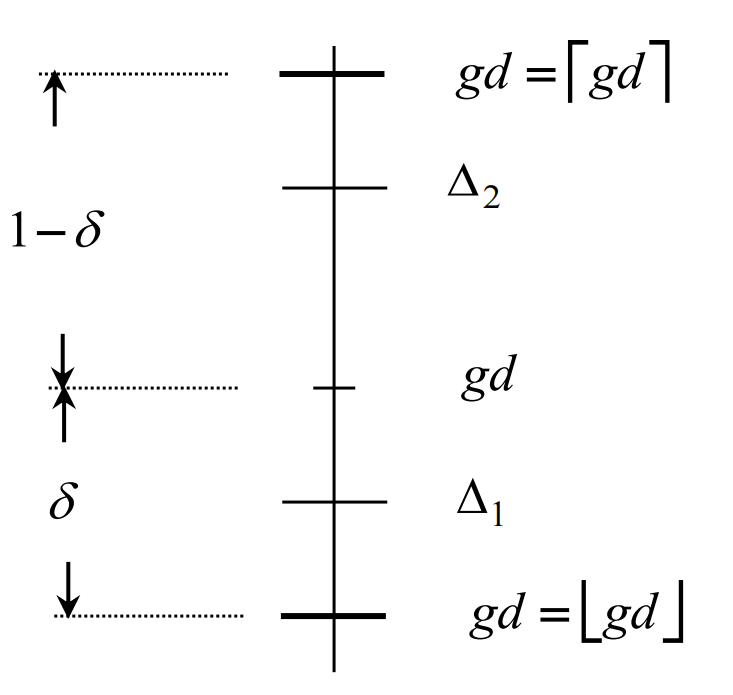 gd = ⌈gd⌉
Δ₂
1 − δ
gd
δ
Δ₁
gd = ⌊gd⌋